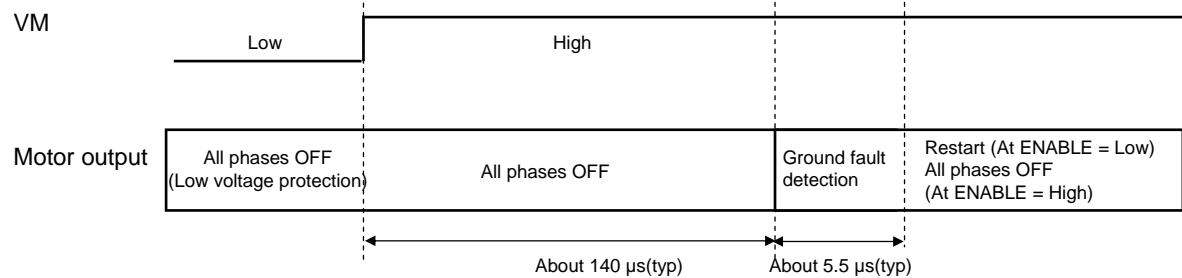 VM
Low
High
Motor output
All phases OFF
(Low voltage protection)
All phases OFF
Ground fault
detection
Restart (At ENABLE = Low)
All phases OFF
(At ENABLE = High)
About 140 µs(typ)
About 5.5 µs(typ)